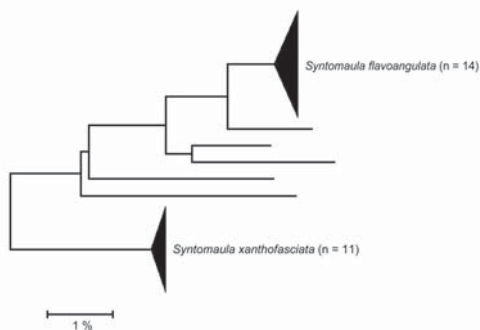 Syntomaula flavoangulata (n = 14)
Syntomaula xanthofasciata (n = 11)
1 %